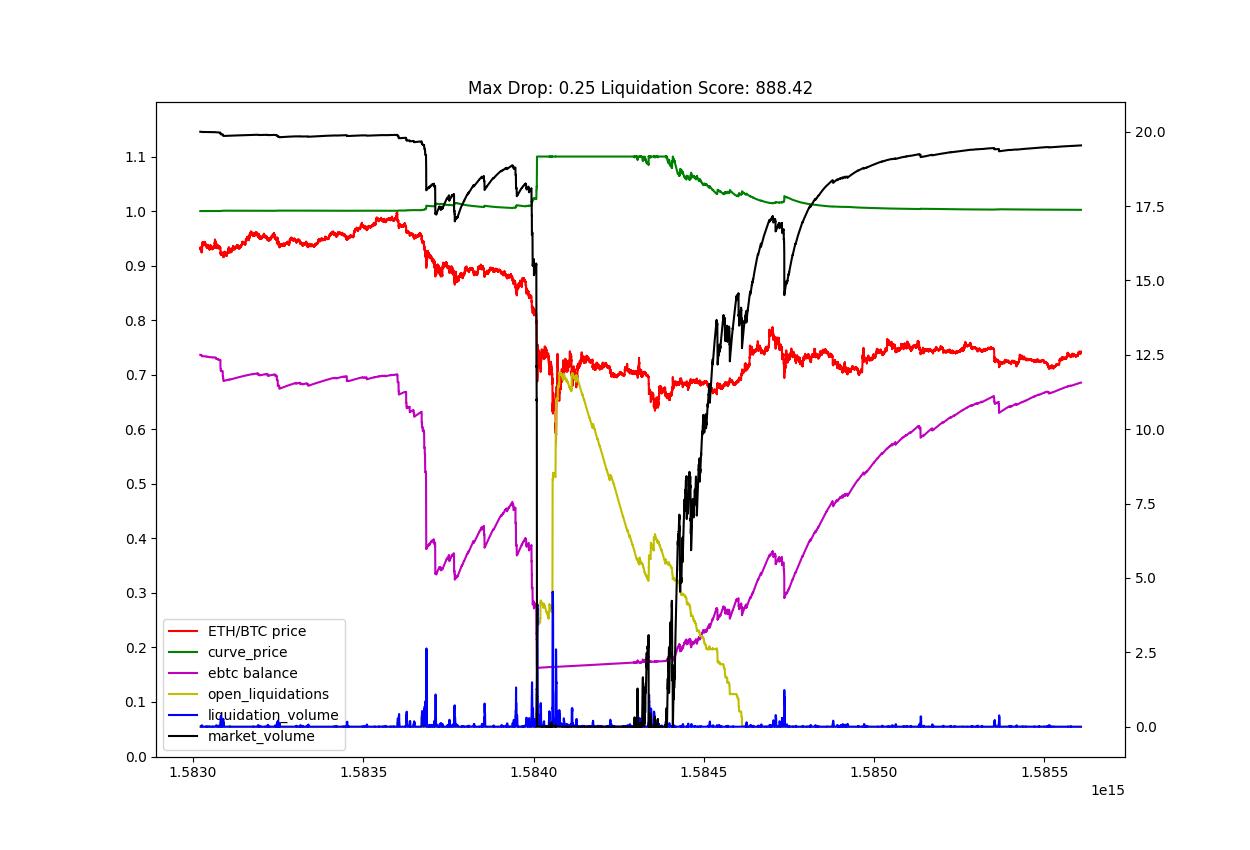 Max Drop: 0.25 Liquidation Score: 888.42
1.1
1.0
0.9
0.8
0.7
0.6
0.5
0.4
0.3
0.2
0.1
0.0
20.0
17.5
15.0
12.5
10.0
7.5
5.0
2.5
0.0
ETH/BTC price
curve_price
ebtc balance
open_liquidations
liquidation_volume
market_volume
1.5830 1.5835 1.5840 1.5845 1.5850 1.5855
1e15